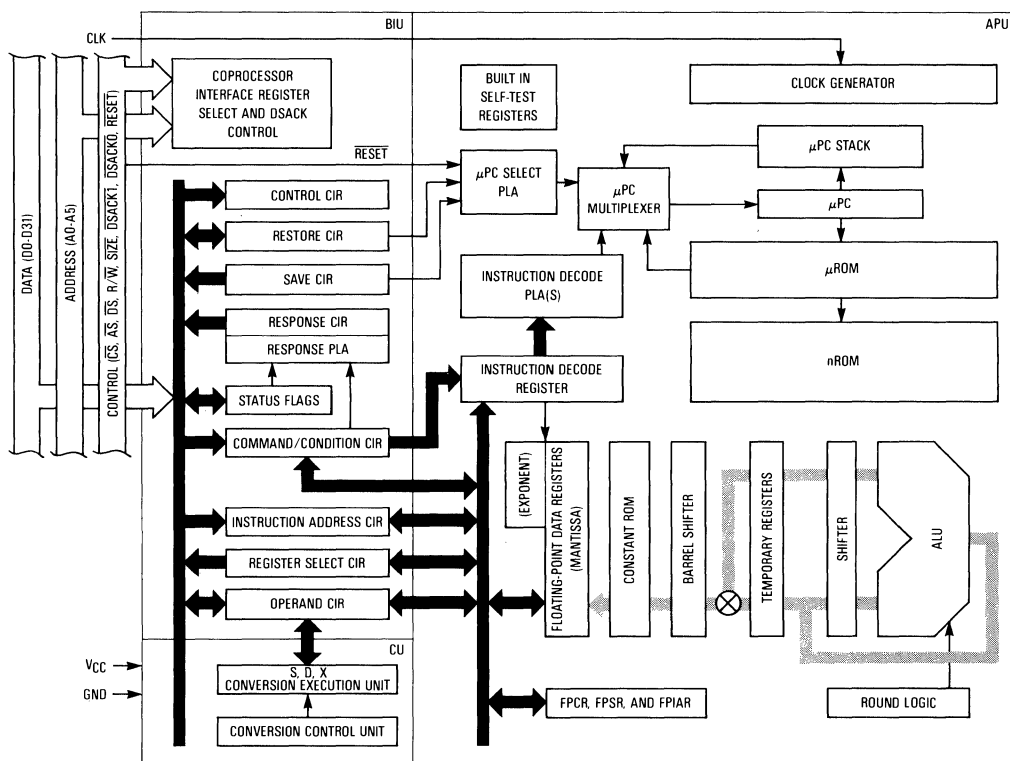 BIU
APU
CLK
DATA (D0-D31)
ADDRESS (A0-A5)
CONTROL (CS, AS, DS, R/W, SIZE, DSACK1, DSACK0, RESET)
COPROCESSOR
INTERFACE REGISTER
SELECT AND DSACK
CONTROL
BUILT IN
SELF-TEST
REGISTERS
CLOCK GENERATOR
RESET
μPC SELECT
PLA
μPC
MULTIPLEXER
μPC STACK
μPC
μROM
nROM
CONTROL CIR
RESTORE CIR
SAVE CIR
RESPONSE CIR
RESPONSE PLA
STATUS FLAGS
COMMAND/CONDITION CIR
INSTRUCTION DECODE
PLA(S)
INSTRUCTION DECODE
REGISTER
INSTRUCTION ADDRESS CIR
REGISTER SELECT CIR
OPERAND CIR
(EXPONENT)
FLOATING-POINT DATA REGISTERS
(MANTISSA)
CONSTANT ROM
BARREL SHIFTER
TEMPORARY REGISTERS
SHIFTER
ALU
CU
VCC
GND
S, D, X
CONVERSION EXECUTION UNIT
CONVERSION CONTROL UNIT
FPCR, FPSR, AND FPIAR
ROUND LOGIC